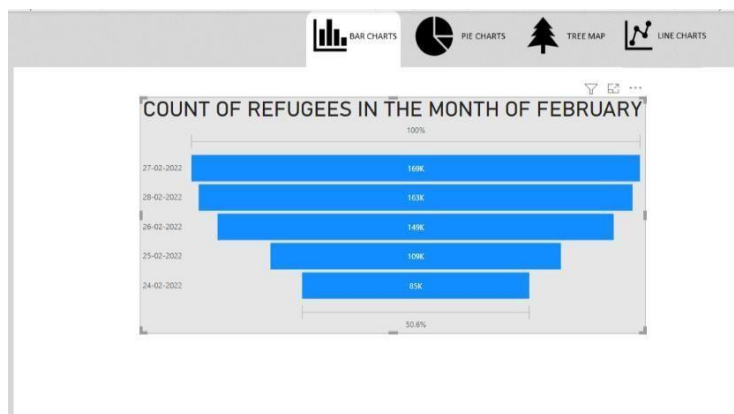 BAR CHARTS PIE CHARTS TREE MAP LINE CHARTS
COUNT OF REFUGEES IN THE MONTH OF FEBRUARY
100%
27-02-2022 169K
28-02-2022 163K
26-02-2022 149K
25-02-2022 109K
24-02-2022 85K
50.6%